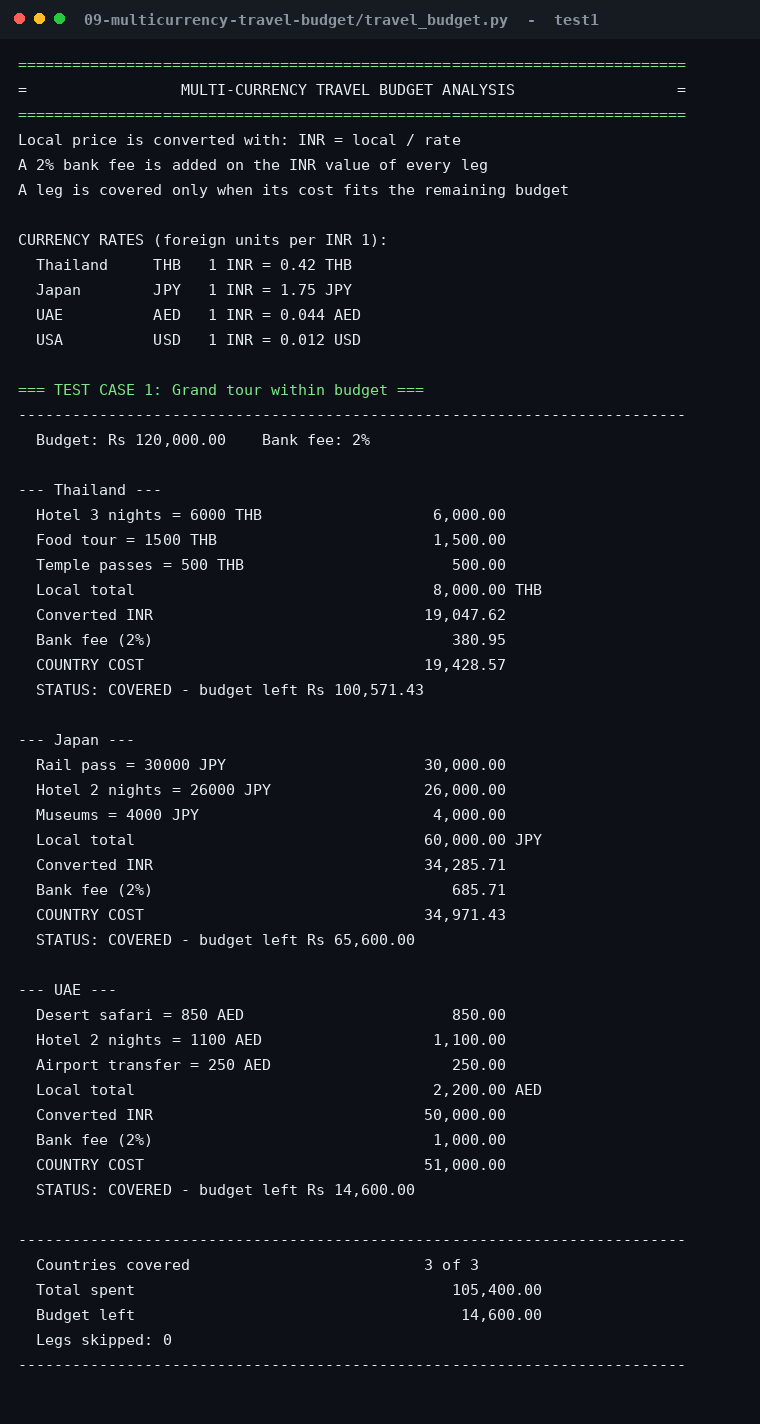 09-multicurrency-travel-budget/travel_budget.py  -  test1
==========================================================================
=                 MULTI-CURRENCY TRAVEL BUDGET ANALYSIS                  =
==========================================================================
Local price is converted with: INR = local / rate
A 2% bank fee is added on the INR value of every leg
A leg is covered only when its cost fits the remaining budget

CURRENCY RATES (foreign units per INR 1):
  Thailand     THB   1 INR = 0.42 THB
  Japan        JPY   1 INR = 1.75 JPY
  UAE          AED   1 INR = 0.044 AED
  USA          USD   1 INR = 0.012 USD

=== TEST CASE 1: Grand tour within budget ===
--------------------------------------------------------------------------
  Budget: Rs 120,000.00    Bank fee: 2%

--- Thailand ---
  Hotel 3 nights = 6000 THB                   6,000.00
  Food tour = 1500 THB                        1,500.00
  Temple passes = 500 THB                       500.00
  Local total                                 8,000.00 THB
  Converted INR                              19,047.62
  Bank fee (2%)                                 380.95
  COUNTRY COST                               19,428.57
  STATUS: COVERED - budget left Rs 100,571.43

--- Japan ---
  Rail pass = 30000 JPY                      30,000.00
  Hotel 2 nights = 26000 JPY                 26,000.00
  Museums = 4000 JPY                          4,000.00
  Local total                                60,000.00 JPY
  Converted INR                              34,285.71
  Bank fee (2%)                                 685.71
  COUNTRY COST                               34,971.43
  STATUS: COVERED - budget left Rs 65,600.00

--- UAE ---
  Desert safari = 850 AED                       850.00
  Hotel 2 nights = 1100 AED                   1,100.00
  Airport transfer = 250 AED                    250.00
  Local total                                 2,200.00 AED
  Converted INR                              50,000.00
  Bank fee (2%)                               1,000.00
  COUNTRY COST                               51,000.00
  STATUS: COVERED - budget left Rs 14,600.00

--------------------------------------------------------------------------
  Countries covered                          3 of 3
  Total spent                                   105,400.00
  Budget left                                    14,600.00
  Legs skipped: 0
--------------------------------------------------------------------------